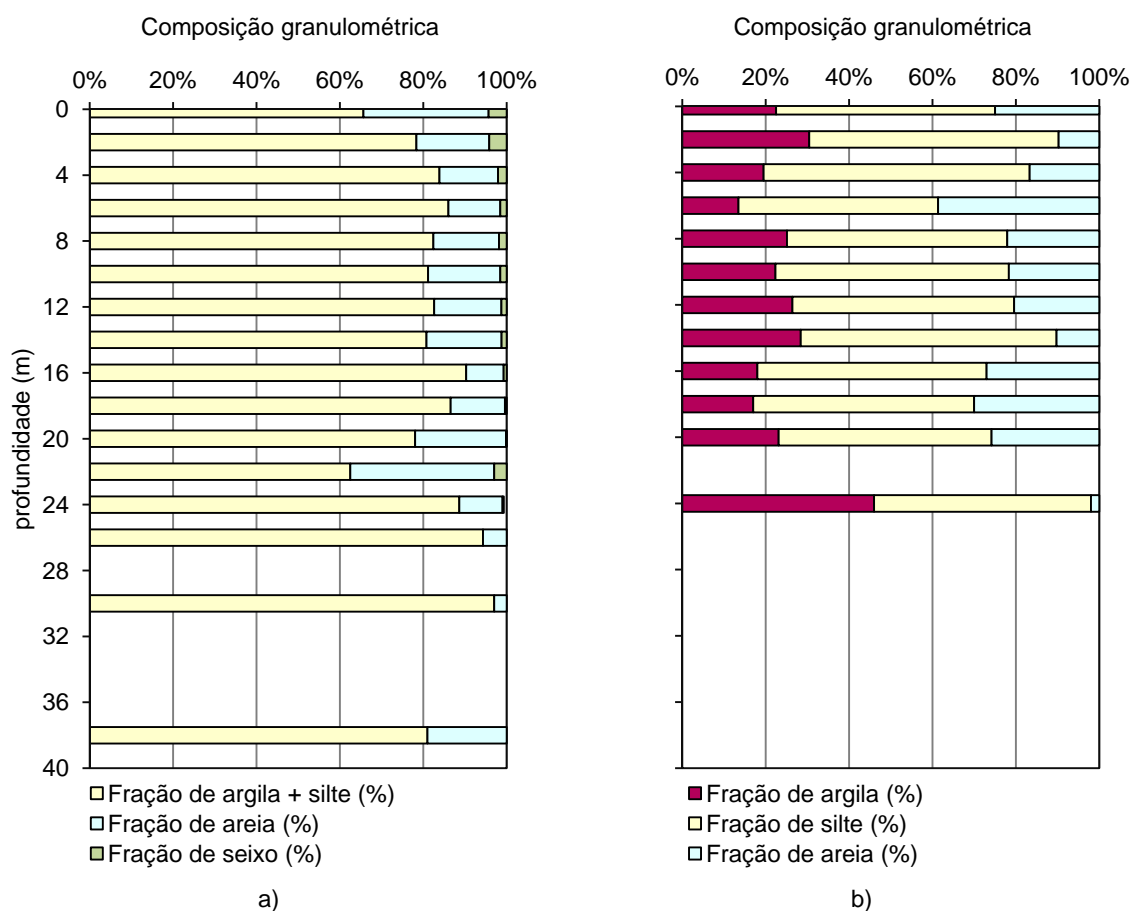 Composição granulométrica
0% 20% 40% 60% 80% 100%
profundidade (m)
0
4
8
12
16
20
24
28
32
36
40
Fração de argila + silte (%)
Fração de areia (%)
Fração de seixo (%)
a)
Composição granulométrica
0% 20% 40% 60% 80% 100%
Fração de argila (%)
Fração de silte (%)
Fração de areia (%)
b)